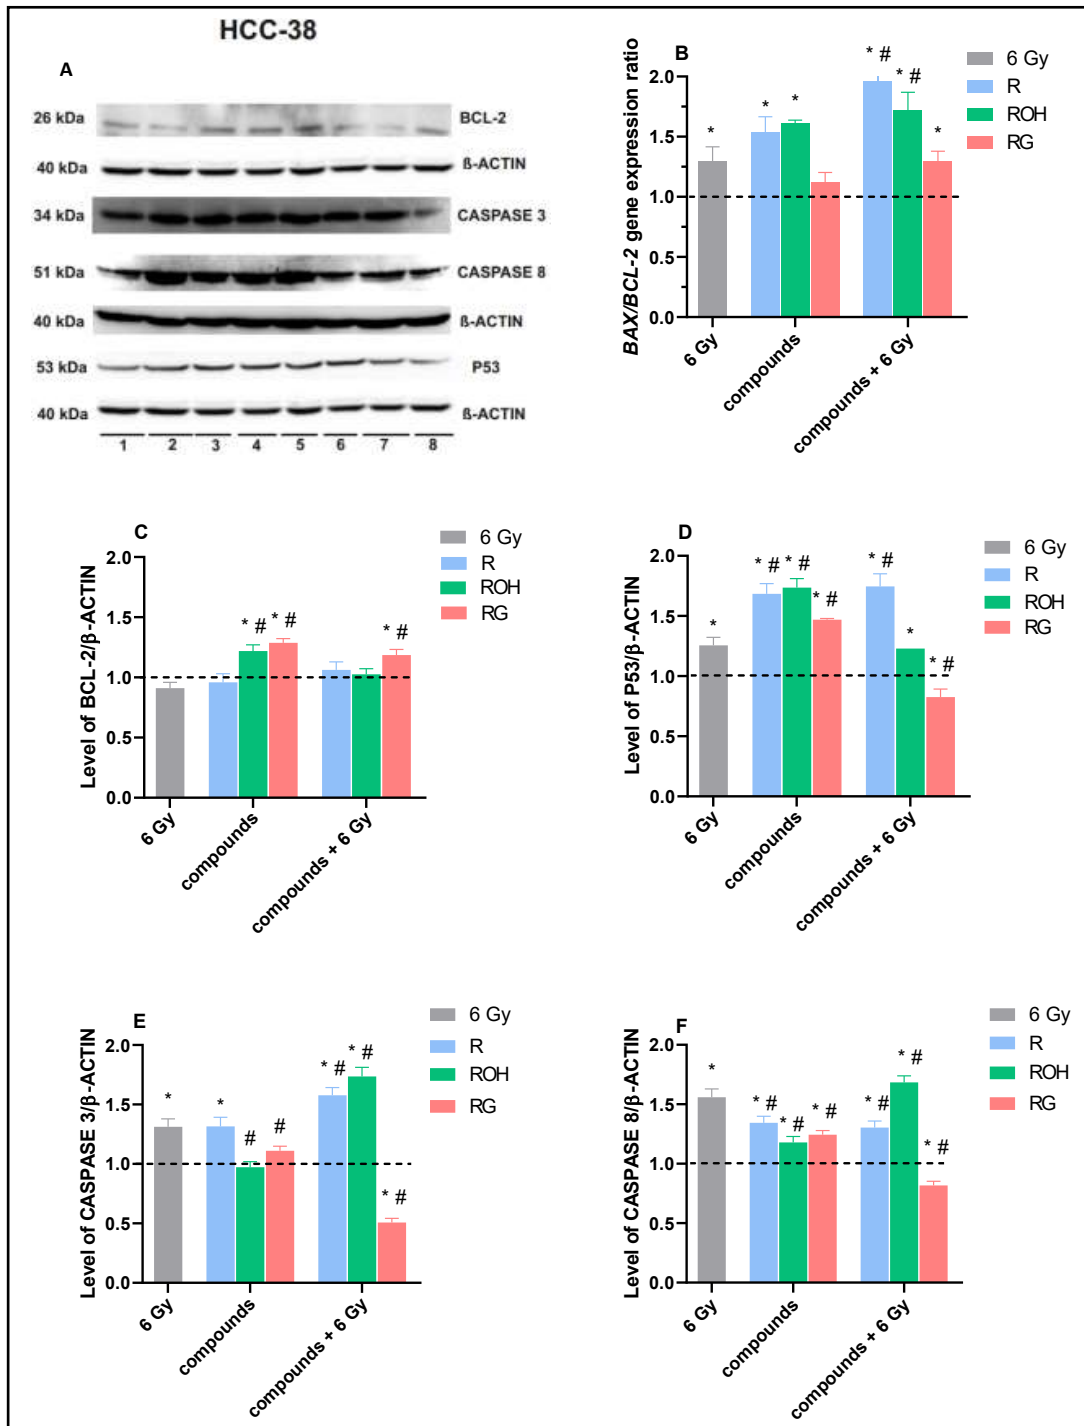 HCC-38
A
26 kDa
BCL-2
40 kDa
ß-ACTIN
34 kDa
CASPASE 3
51 kDa
CASPASE 8
40 kDa
ß-ACTIN
53 kDa
P53
40 kDa
ß-ACTIN
1 2 3 4 5 6 7 8
B
BAX/BCL-2 gene expression ratio
2.0
1.5
1.0
0.5
0.0
* * * * # * # *
6 Gy
compounds
compounds + 6 Gy
6 Gy
R
ROH
RG
C
Level of BCL-2/β-ACTIN
2.0
1.5
1.0
0.5
0.0
* # * # * #
6 Gy
compounds
compounds + 6 Gy
6 Gy
R
ROH
RG
D
Level of P53/β-ACTIN
2.0
1.5
1.0
0.5
0.0
* * # * # * # * # * * #
6 Gy
compounds
compounds + 6 Gy
6 Gy
R
ROH
RG
E
Level of CASPASE 3/β-ACTIN
2.0
1.5
1.0
0.5
0.0
* * # # * # * # * #
6 Gy
compounds
compounds + 6 Gy
6 Gy
R
ROH
RG
F
Level of CASPASE 8/β-ACTIN
2.0
1.5
1.0
0.5
0.0
* * # * # * # * # * # * #
6 Gy
compounds
compounds + 6 Gy
6 Gy
R
ROH
RG